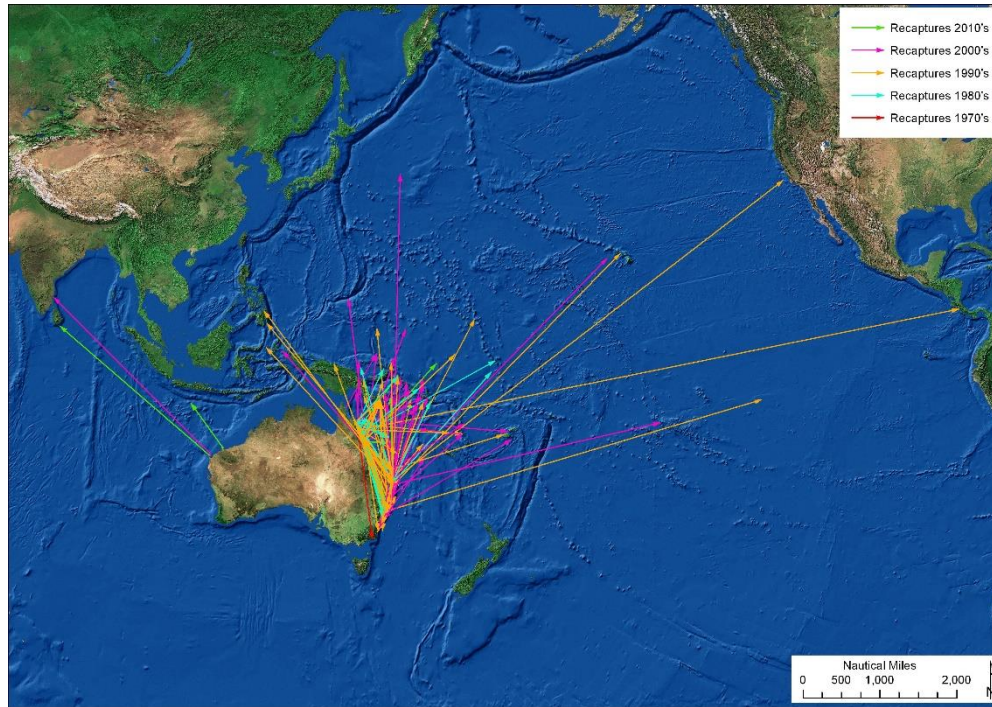 Recaptures 2010's
Recaptures 2000's
Recaptures 1990's
Recaptures 1980's
Recaptures 1970's
Nautical Miles
0 500 1,000 2,000
N